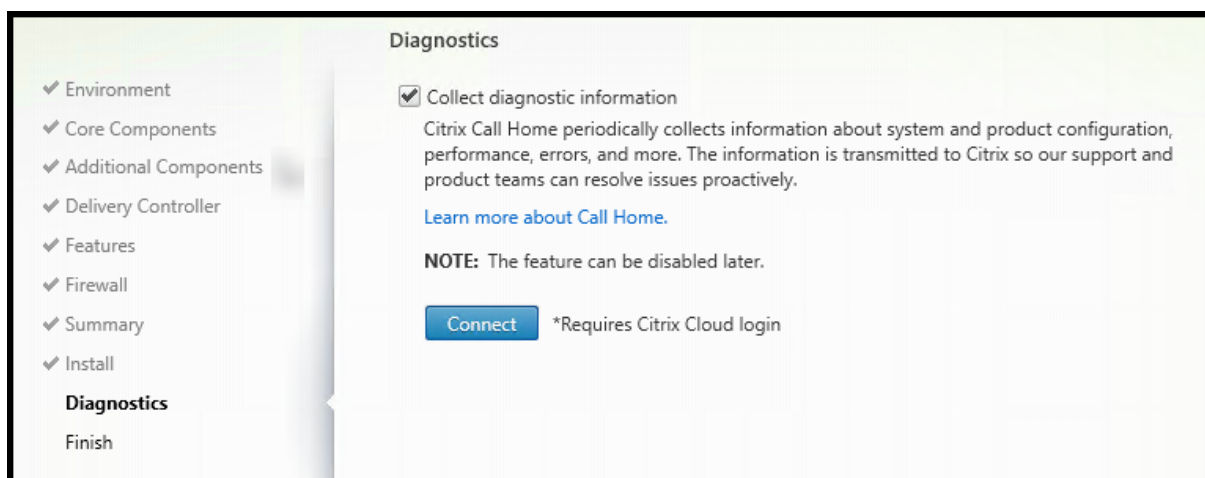 Diagnostics
Environment
Core Components
Additional Components
Delivery Controller
Features
Firewall
Summary
Install
Diagnostics
Finish
Collect diagnostic information
Citrix Call Home periodically collects information about system and product configuration,
performance, errors, and more. The information is transmitted to Citrix so our support and
product teams can resolve issues proactively.
Learn more about Call Home.
NOTE: The feature can be disabled later.
Connect *Requires Citrix Cloud login